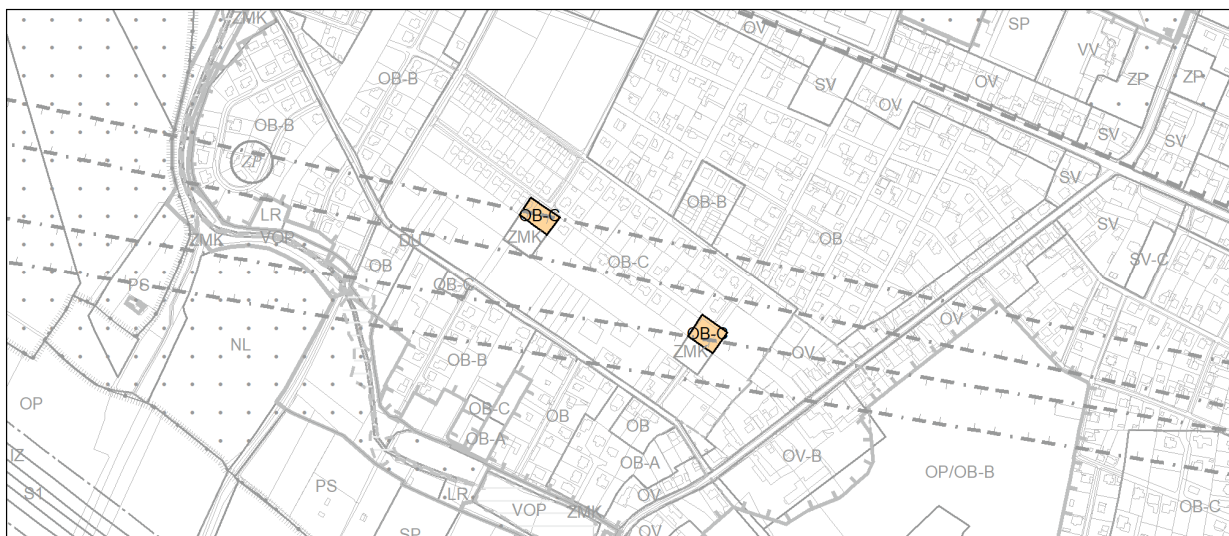 ZMK
SP
OV
VV
OB-B
OV
ZP
ZP
SV
OV
OB-B
SV
SV
ZP
SV
LR
OB-C
OB-B
ZMK
VOP
ZMK
DU
OB
SV
OB
OB-C
SV-C
PS
OB-C
OV
NL
OB-C
ZMK
OV
OB-B
OP
OB-C
OB
OB
OB-A
OB-A
IZ
OV-B
OP/OB-B
PS
S1
LR
OV
VOP
ZMK
OB-C
SP
OV